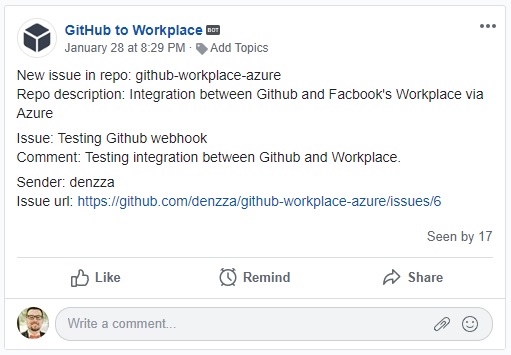 GitHub to Workplace BOT
January 28 at 8:29 PM · Add Topics
New issue in repo: github-workplace-azure
Repo description: Integration between Github and Facbook's Workplace via
Azure
Issue: Testing Github webhook
Comment: Testing integration between Github and Workplace.
Sender: denzza
Issue url: https://github.com/denzza/github-workplace-azure/issues/6
Seen by 17
Like Remind Share
Write a comment...